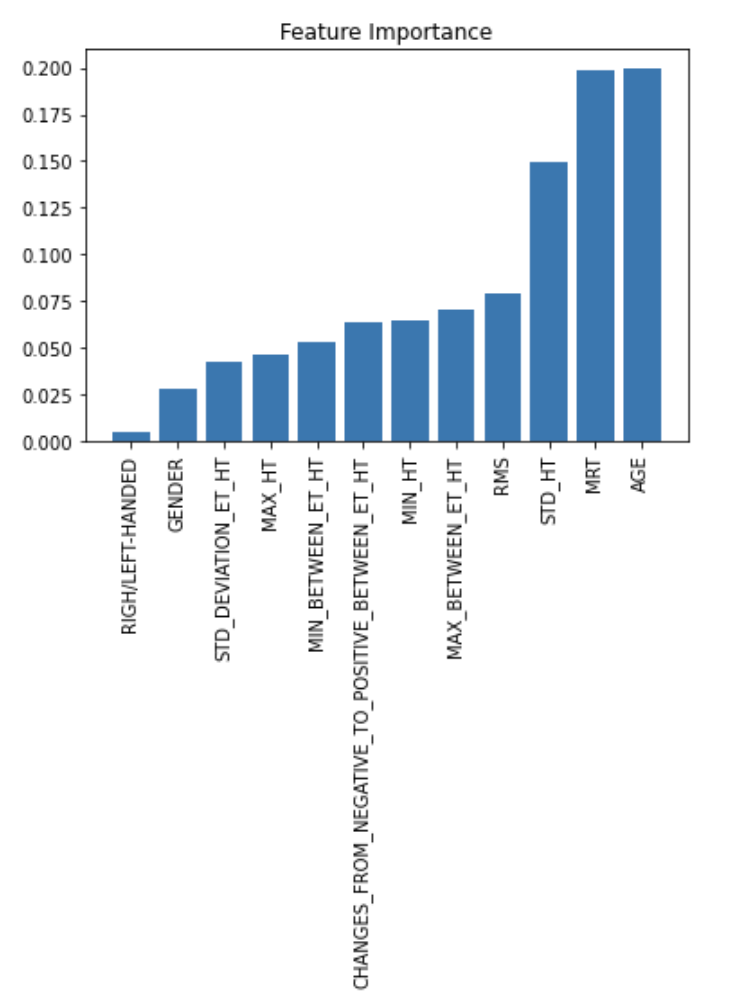 Feature Importance
0.200
0.175
0.150
0.125
0.100
0.075
0.050
0.025
0.000
RIGH/LEFT-HANDED
GENDER
STD_DEVIATION_ET_HT
MAX_HT
MIN_BETWEEN_ET_HT
CHANGES_FROM_NEGATIVE_TO_POSITIVE_BETWEEN_ET_HT
MIN_HT
MAX_BETWEEN_ET_HT
RMS
STD_HT
MRT
AGE